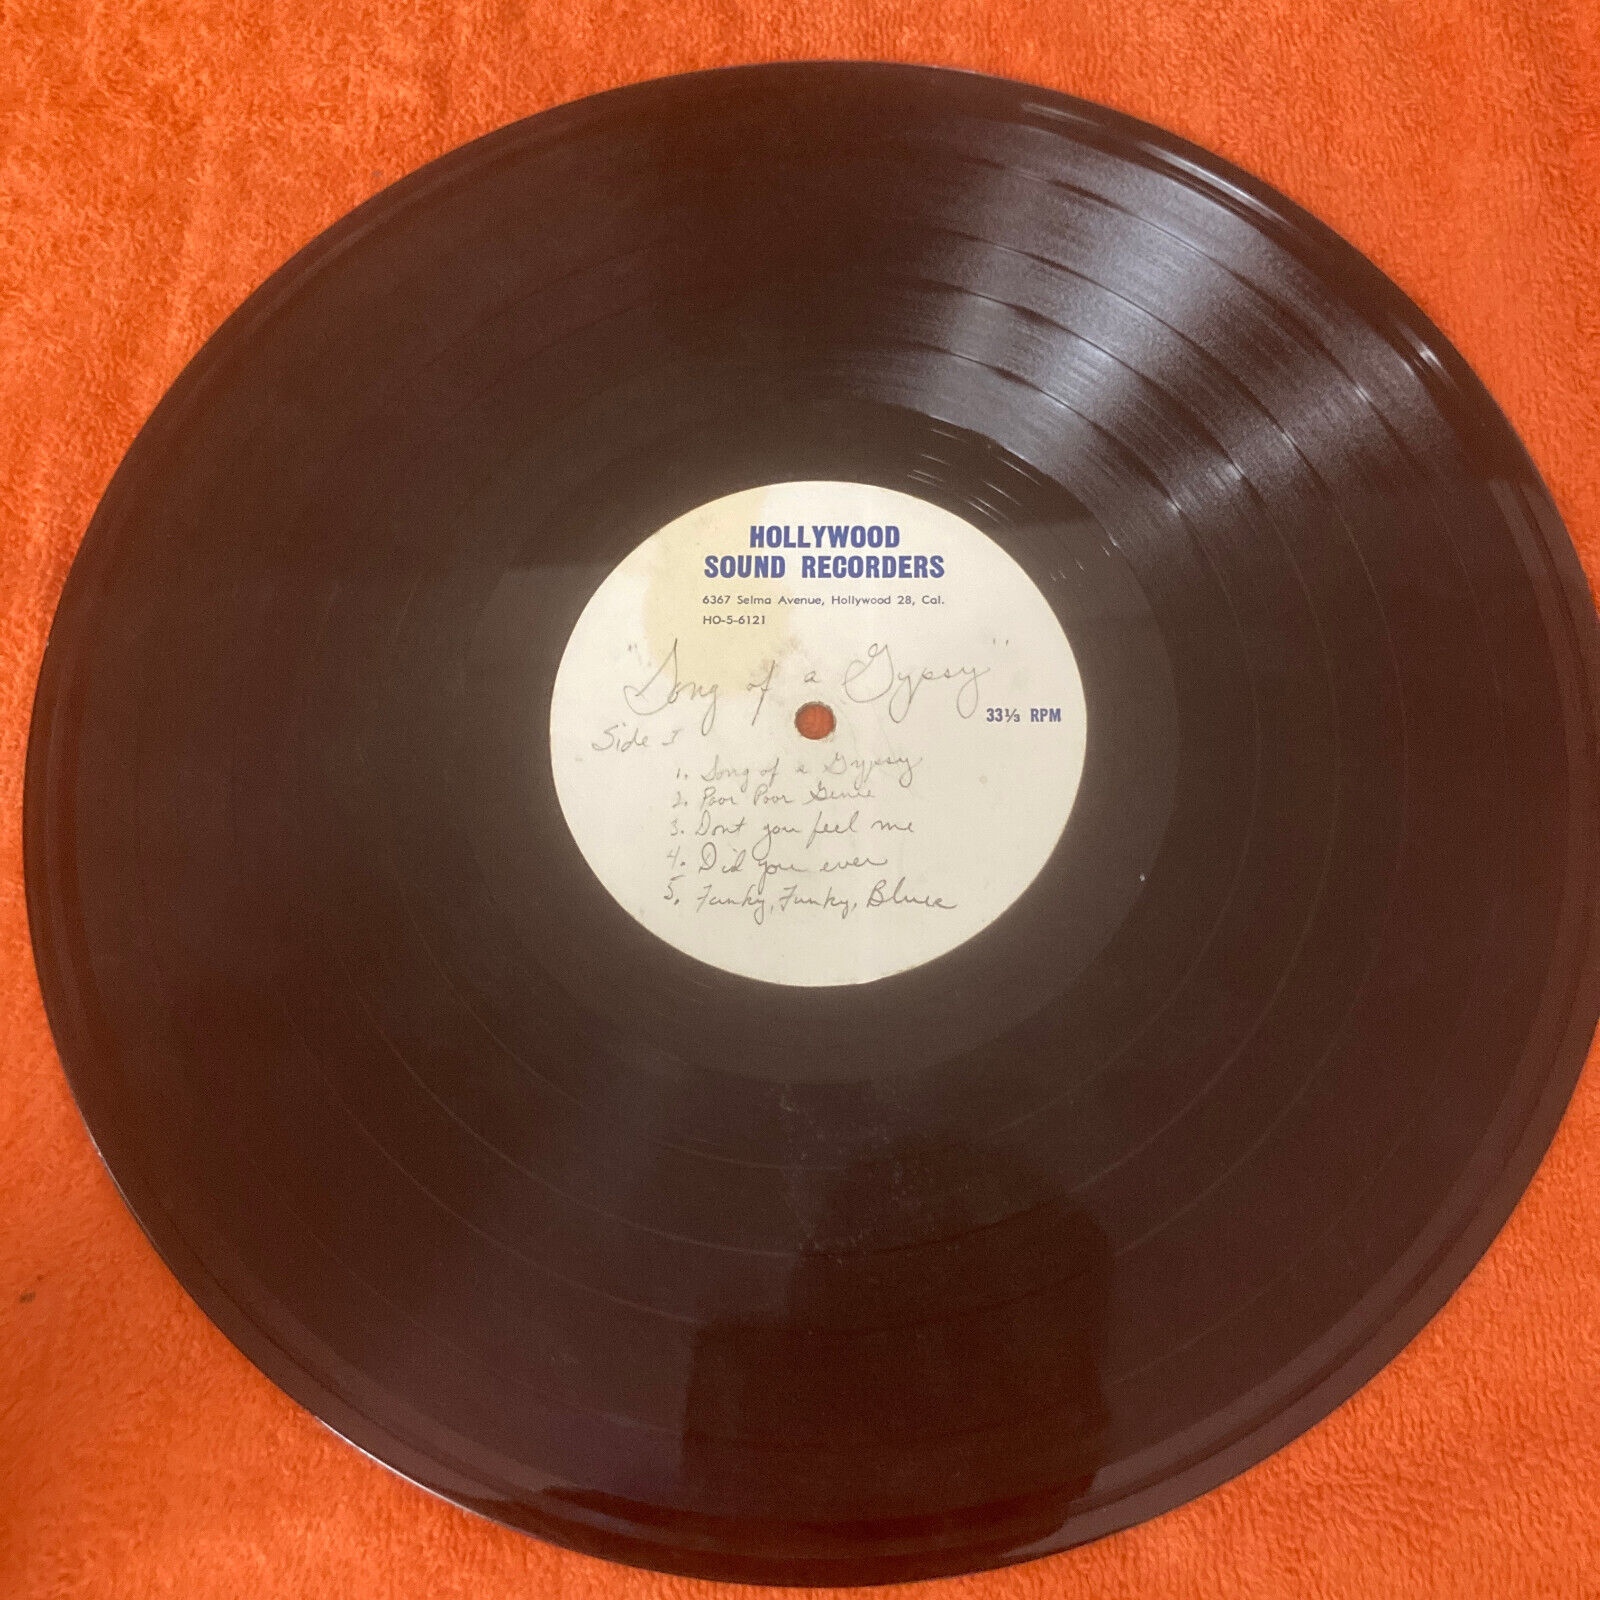 HOLLYWOOD
SOUND RECORDERS
6367 Selma Avenue, Hollywood 28, Cal.
HO-5-6121
"Song of a Gypsy"
33⅓ RPM
Side I
1. Song of a Gypsy
2. Poor Poor Genie
3. Dont you feel me
4. Did you ever
5. Funky, Funky, Blues